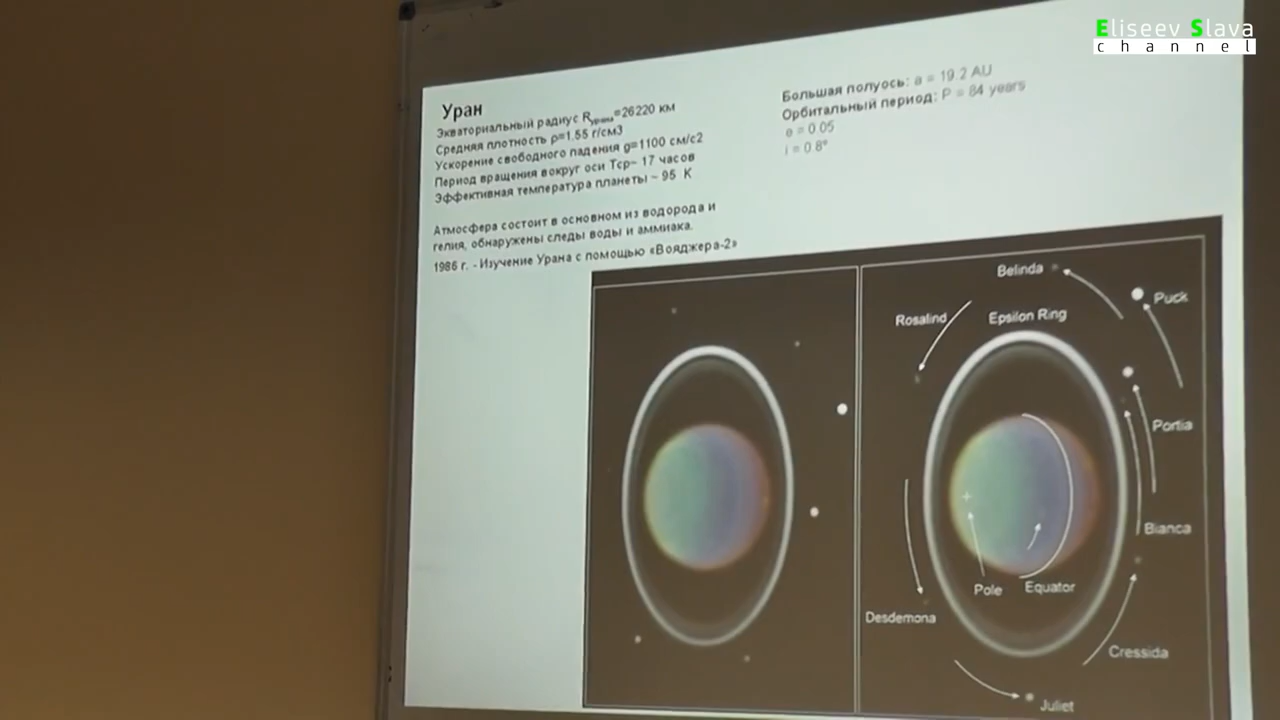 Eliseev Slava
channel
Уран
Экваториальный радиус Rурана=26220 км
Средняя плотность ρ=1.55 г/см3
Ускорение свободного падения g=1100 см/с2
Период вращения вокруг оси Tср~ 17 часов
Эффективная температура планеты ~ 95 К
Атмосфера состоит в основном из водорода и
гелия, обнаружены следы воды и аммиака.
1986 г. - Изучение Урана с помощью «Вояджера-2»
Большая полуось: a = 19.2 AU
Орбитальный период: P = 84 years
e = 0.05
i = 0.8°
Belinda
Puck
Rosalind
Epsilon Ring
Portia
Bianca
Pole
Equator
Desdemona
Cressida
Juliet